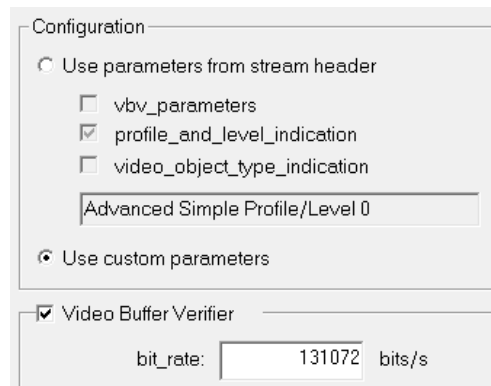 Configuration
Use parameters from stream header
vbv_parameters
profile_and_level_indication
video_object_type_indication
Advanced Simple Profile/Level 0
Use custom parameters
Video Buffer Verifier
bit_rate: 131072 bits/s